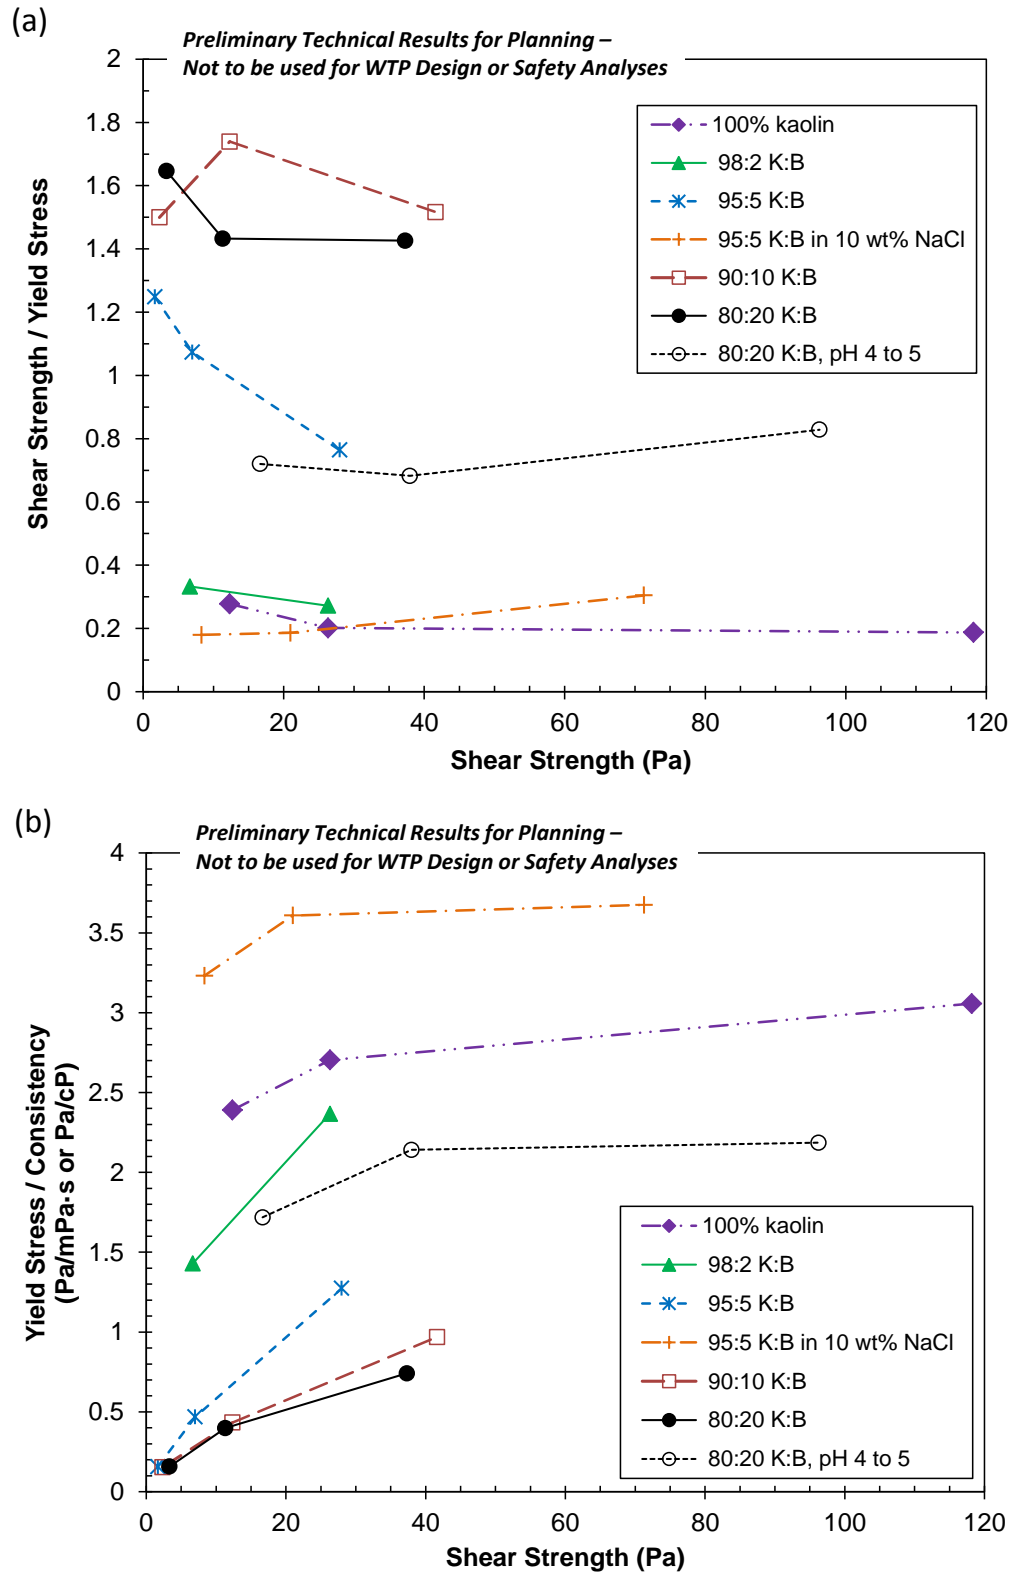 (a)
Preliminary Technical Results for Planning –
Not to be used for WTP Design or Safety Analyses
2
1.8
1.6
1.4
1.2
1
0.8
0.6
0.4
0.2
0
Shear Strength / Yield Stress
100% kaolin
98:2 K:B
95:5 K:B
95:5 K:B in 10 wt% NaCl
90:10 K:B
80:20 K:B
80:20 K:B, pH 4 to 5
0 20 40 60 80 100 120
Shear Strength (Pa)
(b)
Preliminary Technical Results for Planning –
Not to be used for WTP Design or Safety Analyses
4
3.5
3
2.5
2
1.5
1
0.5
0
Yield Stress / Consistency
(Pa/mPa·s or Pa/cP)
100% kaolin
98:2 K:B
95:5 K:B
95:5 K:B in 10 wt% NaCl
90:10 K:B
80:20 K:B
80:20 K:B, pH 4 to 5
0 20 40 60 80 100 120
Shear Strength (Pa)